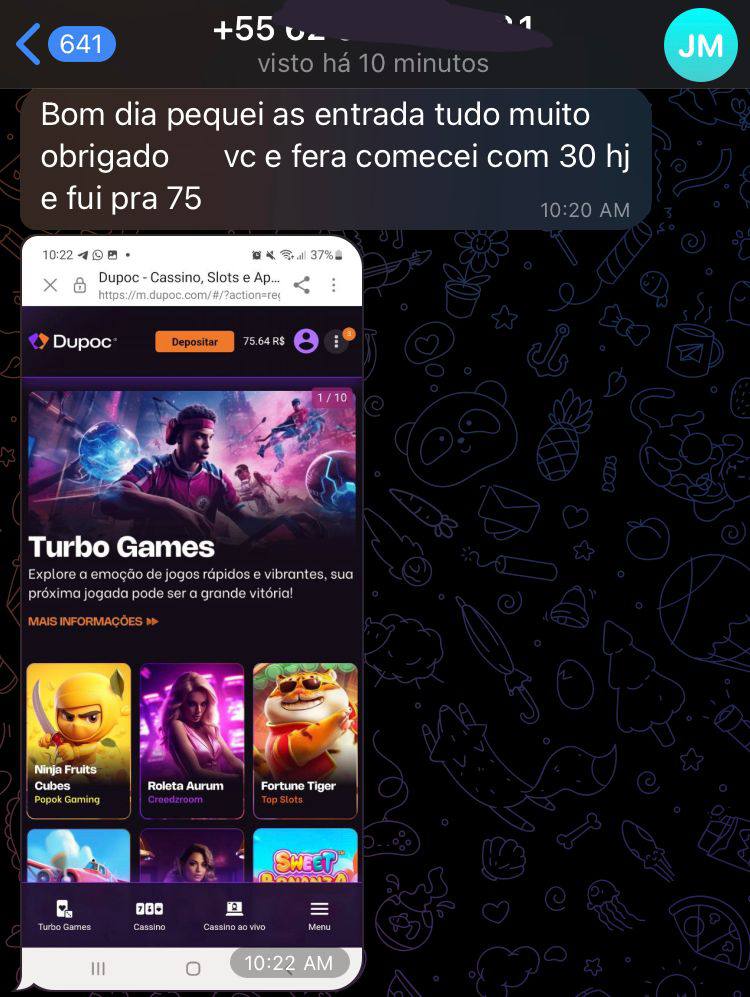 641
+55 62
visto há 10 minutos
JM
Bom dia pequei as entrada tudo muito
obrigado vc e fera comecei com 30 hj
e fui pra 75
10:20 AM
10:22
37%
Dupoc - Cassino, Slots e Ap...
https://m.dupoc.com/#/?action=re
Dupoc
Depositar
75.64 R$
3
1 / 10
Turbo Games
Explore a emoção de jogos rápidos e vibrantes, sua
próxima jogada pode ser a grande vitória!
MAIS INFORMAÇÕES
Ninja Fruits
Cubes
Popok Gaming
Roleta Aurum
Creedzroom
Fortune Tiger
Top Slots
SWEET
BONANZA
Turbo Games
Cassino
Cassino ao vivo
Menu
10:22 AM